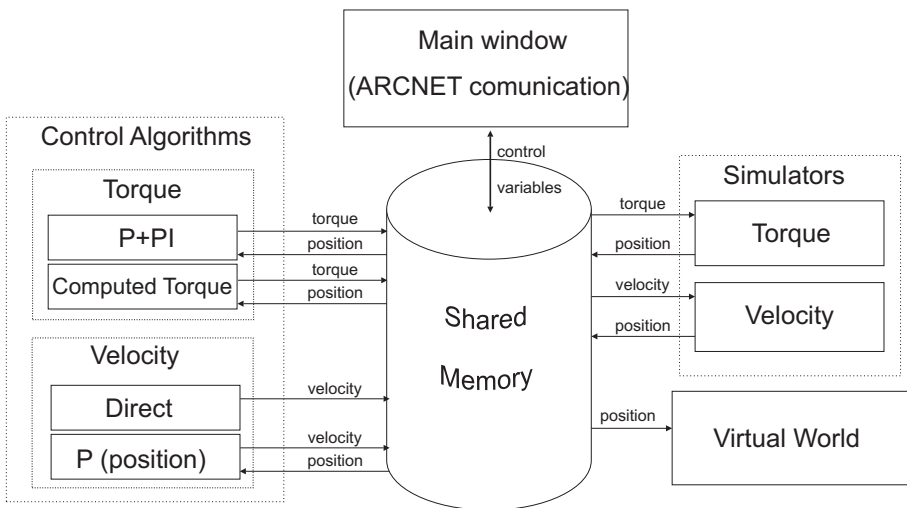 Main window
(ARCNET comunication)
control
variables
Control Algorithms
Torque
P+PI
torque
position
Computed Torque
torque
position
Velocity
Direct
velocity
P (position)
velocity
position
Shared
Memory
Simulators
torque
Torque
position
velocity
Velocity
position
position
Virtual World